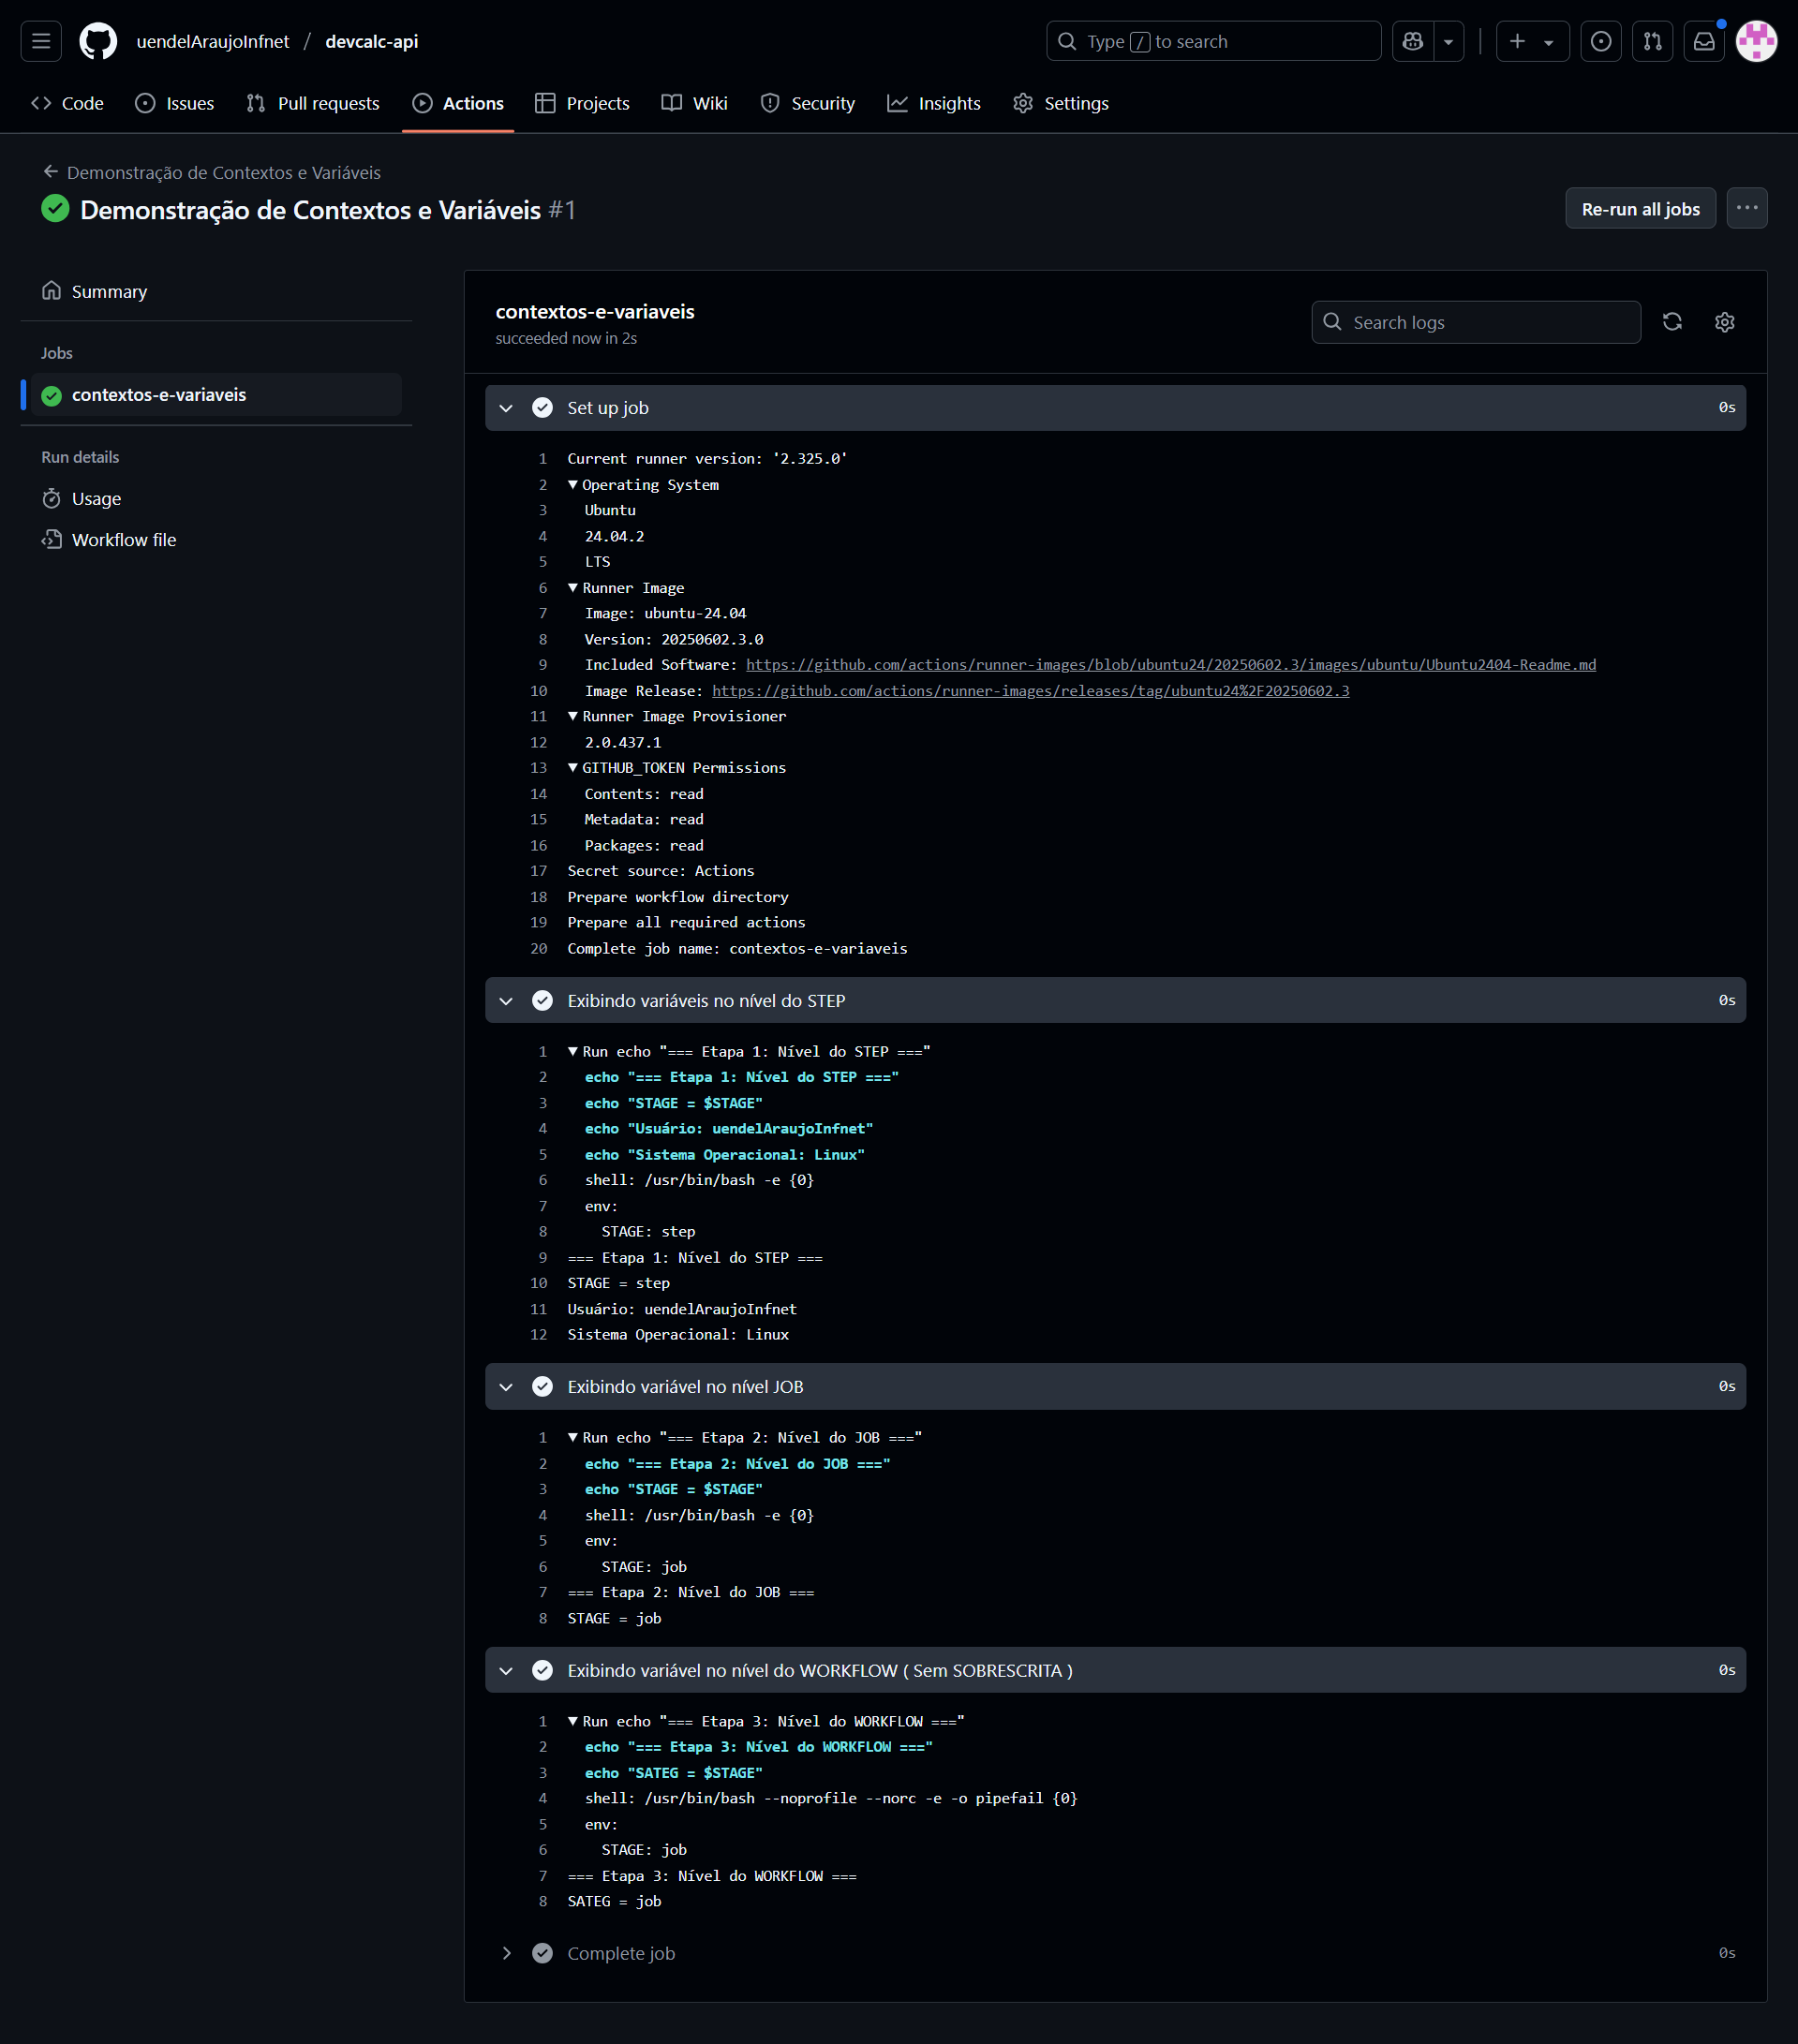 uendelAraujoInfnet / devcalc-api
Type / to search
Code
Issues
Pull requests
Actions
Projects
Wiki
Security
Insights
Settings
Demonstração de Contextos e Variáveis
Demonstração de Contextos e Variáveis #1
Re-run all jobs
Summary
Jobs
contextos-e-variaveis
Run details
Usage
Workflow file
contextos-e-variaveis
succeeded now in 2s
Search logs
Set up job 0s
1 Current runner version: '2.325.0'
2 Operating System
3 Ubuntu
4 24.04.2
5 LTS
6 Runner Image
7 Image: ubuntu-24.04
8 Version: 20250602.3.0
9 Included Software: https://github.com/actions/runner-images/blob/ubuntu24/20250602.3/images/ubuntu/Ubuntu2404-Readme.md
10 Image Release: https://github.com/actions/runner-images/releases/tag/ubuntu24%2F20250602.3
11 Runner Image Provisioner
12 2.0.437.1
13 GITHUB_TOKEN Permissions
14 Contents: read
15 Metadata: read
16 Packages: read
17 Secret source: Actions
18 Prepare workflow directory
19 Prepare all required actions
20 Complete job name: contextos-e-variaveis
Exibindo variáveis no nível do STEP 0s
1 Run echo "=== Etapa 1: Nível do STEP ==="
2 echo "=== Etapa 1: Nível do STEP ==="
3 echo "STAGE = $STAGE"
4 echo "Usuário: uendelAraujoInfnet"
5 echo "Sistema Operacional: Linux"
6 shell: /usr/bin/bash -e {0}
7 env:
8 STAGE: step
9 === Etapa 1: Nível do STEP ===
10 STAGE = step
11 Usuário: uendelAraujoInfnet
12 Sistema Operacional: Linux
Exibindo variável no nível JOB 0s
1 Run echo "=== Etapa 2: Nível do JOB ==="
2 echo "=== Etapa 2: Nível do JOB ==="
3 echo "STAGE = $STAGE"
4 shell: /usr/bin/bash -e {0}
5 env:
6 STAGE: job
7 === Etapa 2: Nível do JOB ===
8 STAGE = job
Exibindo variável no nível do WORKFLOW ( Sem SOBRESCRITA ) 0s
1 Run echo "=== Etapa 3: Nível do WORKFLOW ==="
2 echo "=== Etapa 3: Nível do WORKFLOW ==="
3 echo "SATEG = $STAGE"
4 shell: /usr/bin/bash --noprofile --norc -e -o pipefail {0}
5 env:
6 STAGE: job
7 === Etapa 3: Nível do WORKFLOW ===
8 SATEG = job
Complete job 0s